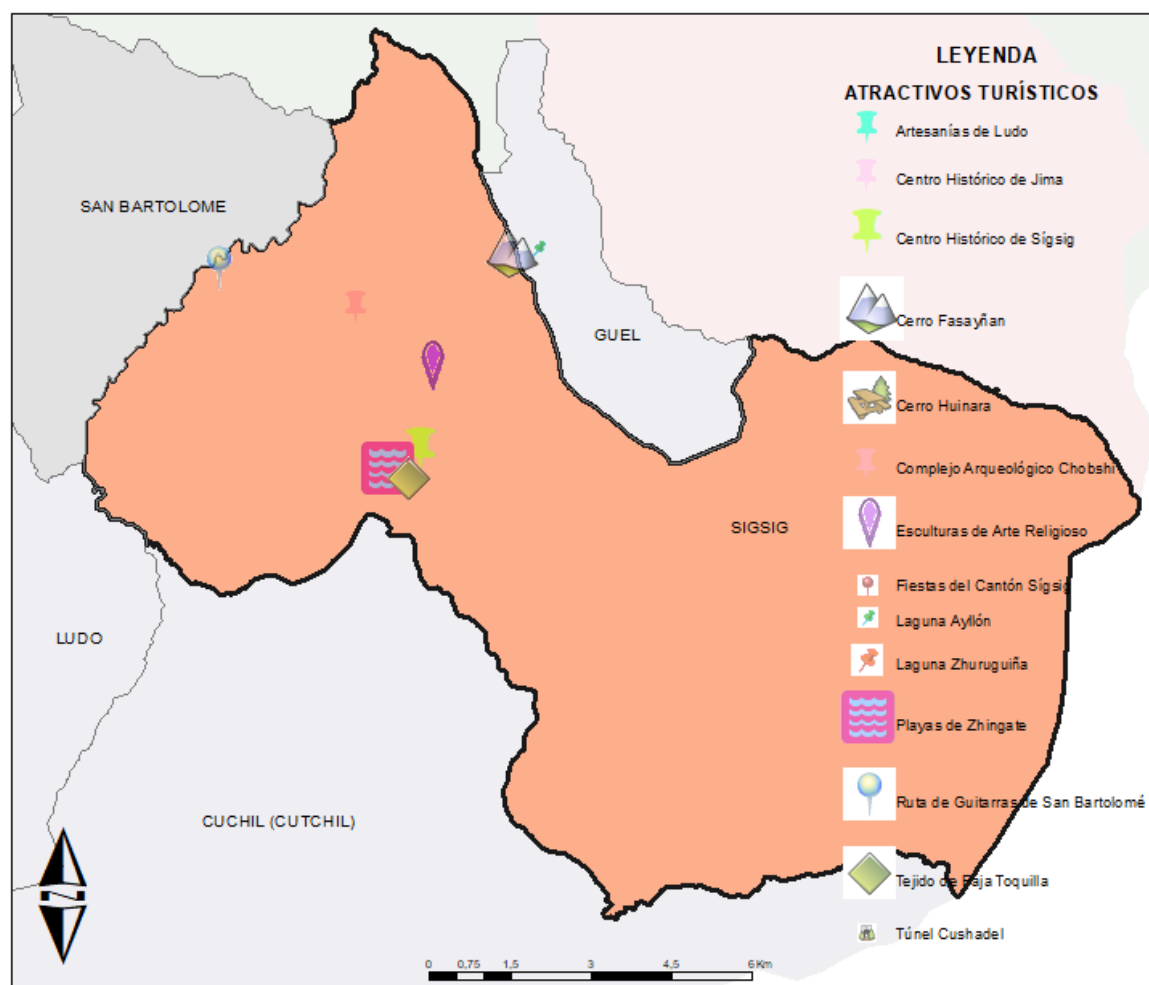 LEYENDA
ATRACTIVOS TURÍSTICOS
Artesanías de Ludo
Centro Histórico de Jima
Centro Histórico de Sígsig
Cerro Fasayñan
Cerro Huinara
Complejo Arqueológico Chobshi
Esculturas de Arte Religioso
Fiestas del Cantón Sígsig
Laguna Ayllón
Laguna Zhuruguiña
Playas de Zhingate
Ruta de Guitarras de San Bartolomé
Tejido de Paja Toquilla
Túnel Cushadel
SAN BARTOLOME
GUEL
SIGSIG
LUDO
CUCHIL (CUTCHIL)
N
0 0,75 1,5 3 4,5 6 Km